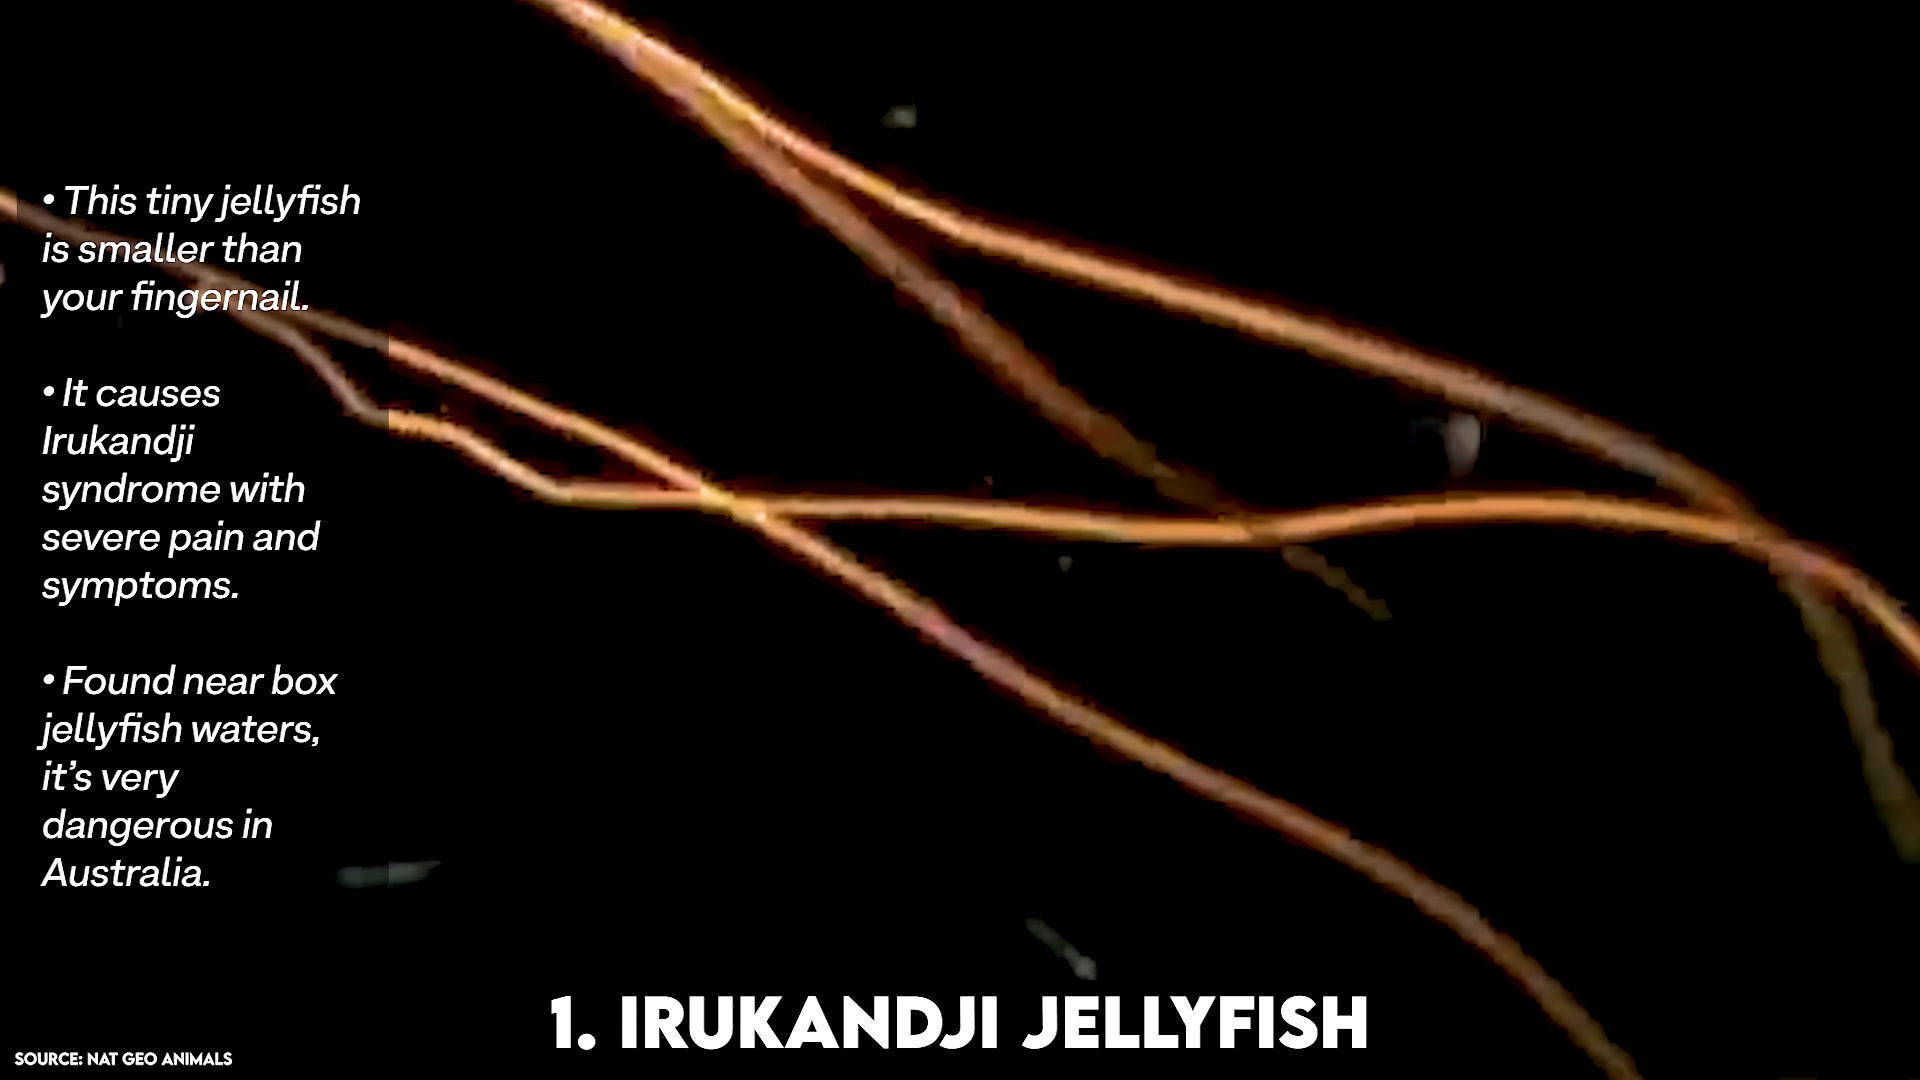 • This tiny jellyfish
is smaller than
your fingernail.
• It causes
Irukandji
syndrome with
severe pain and
symptoms.
• Found near box
jellyfish waters,
it’s very
dangerous in
Australia.
1. IRUKANDJI JELLYFISH
SOURCE: NAT GEO ANIMALS